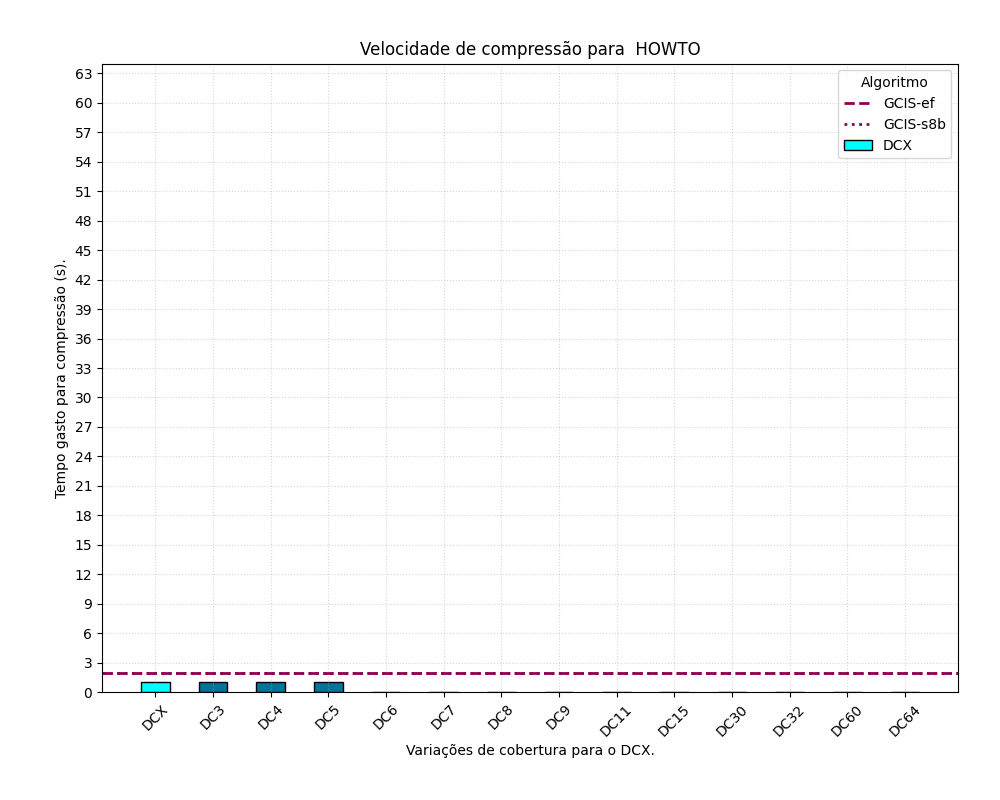 Velocidade de compressão para  HOWTO
Algoritmo
GCIS-ef
GCIS-s8b
DCX
Tempo gasto para compressão (s).
63
60
57
54
51
48
45
42
39
36
33
30
27
24
21
18
15
12
9
6
3
0
DCX DC3 DC4 DC5 DC6 DC7 DC8 DC9 DC11 DC15 DC30 DC32 DC60 DC64
Variações de cobertura para o DCX.